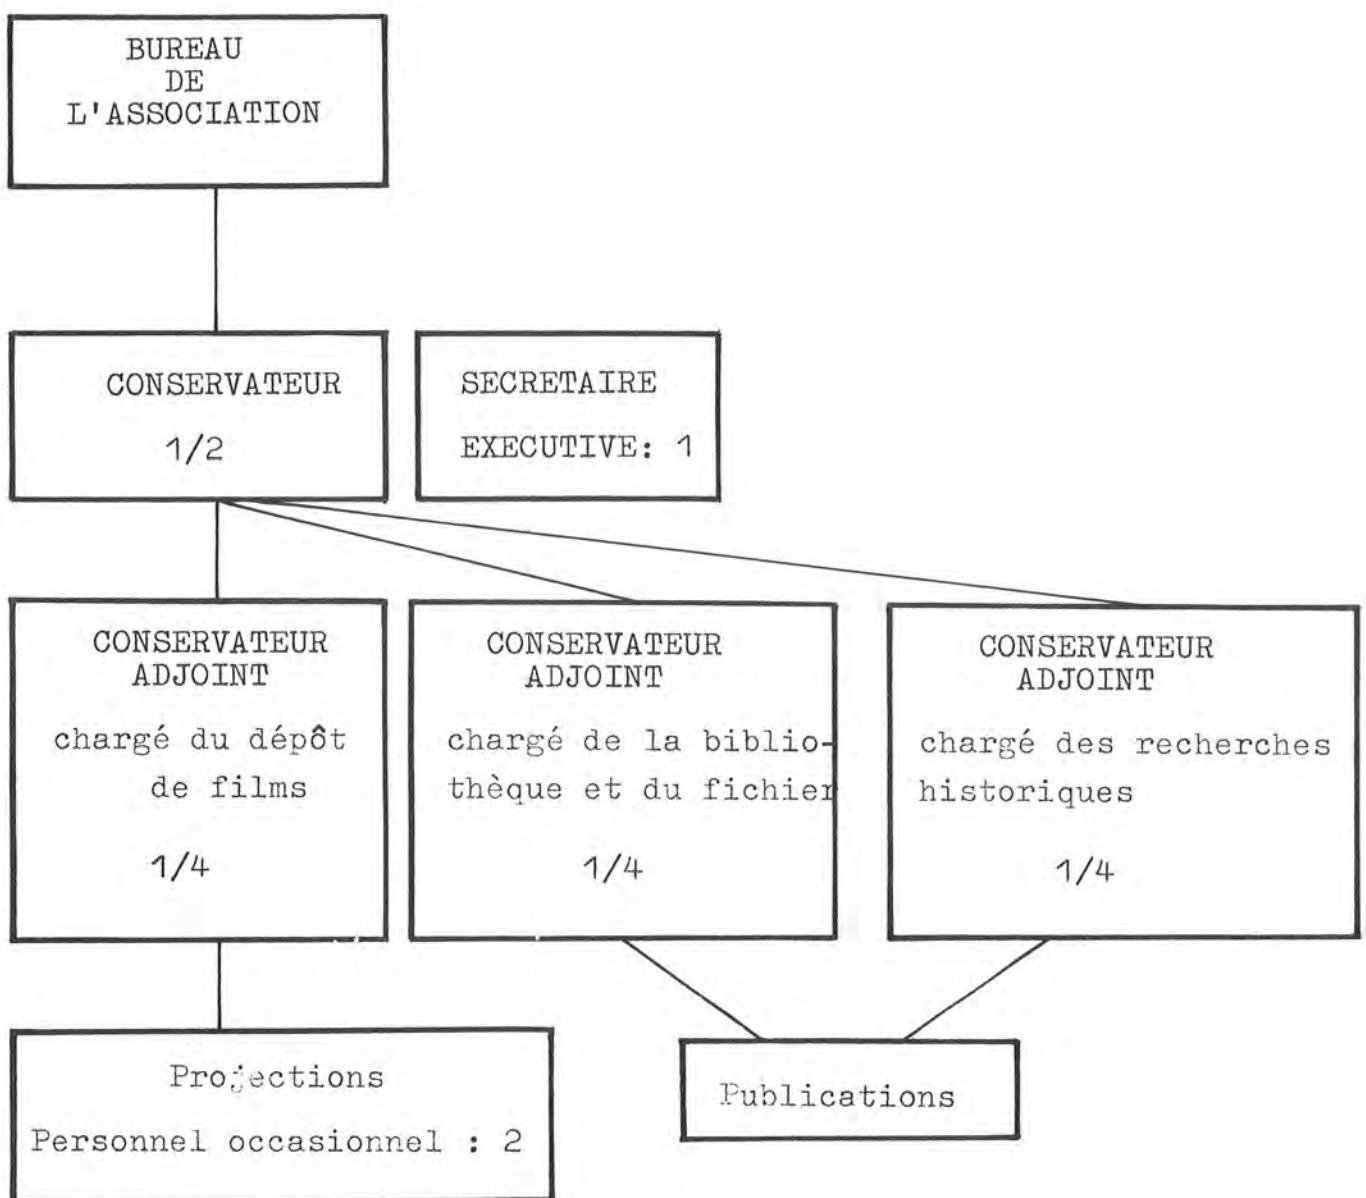 BUREAU
DE
L'ASSOCIATION
CONSERVATEUR
1/2
SECRETAIRE
EXECUTIVE: 1
CONSERVATEUR
ADJOINT
chargé du dépôt
de films
1/4
CONSERVATEUR
ADJOINT
chargé de la biblio-
thèque et du fichier
1/4
CONSERVATEUR
ADJOINT
chargé des recherches
historiques
1/4
Projections
Personnel occasionnel : 2
Publications